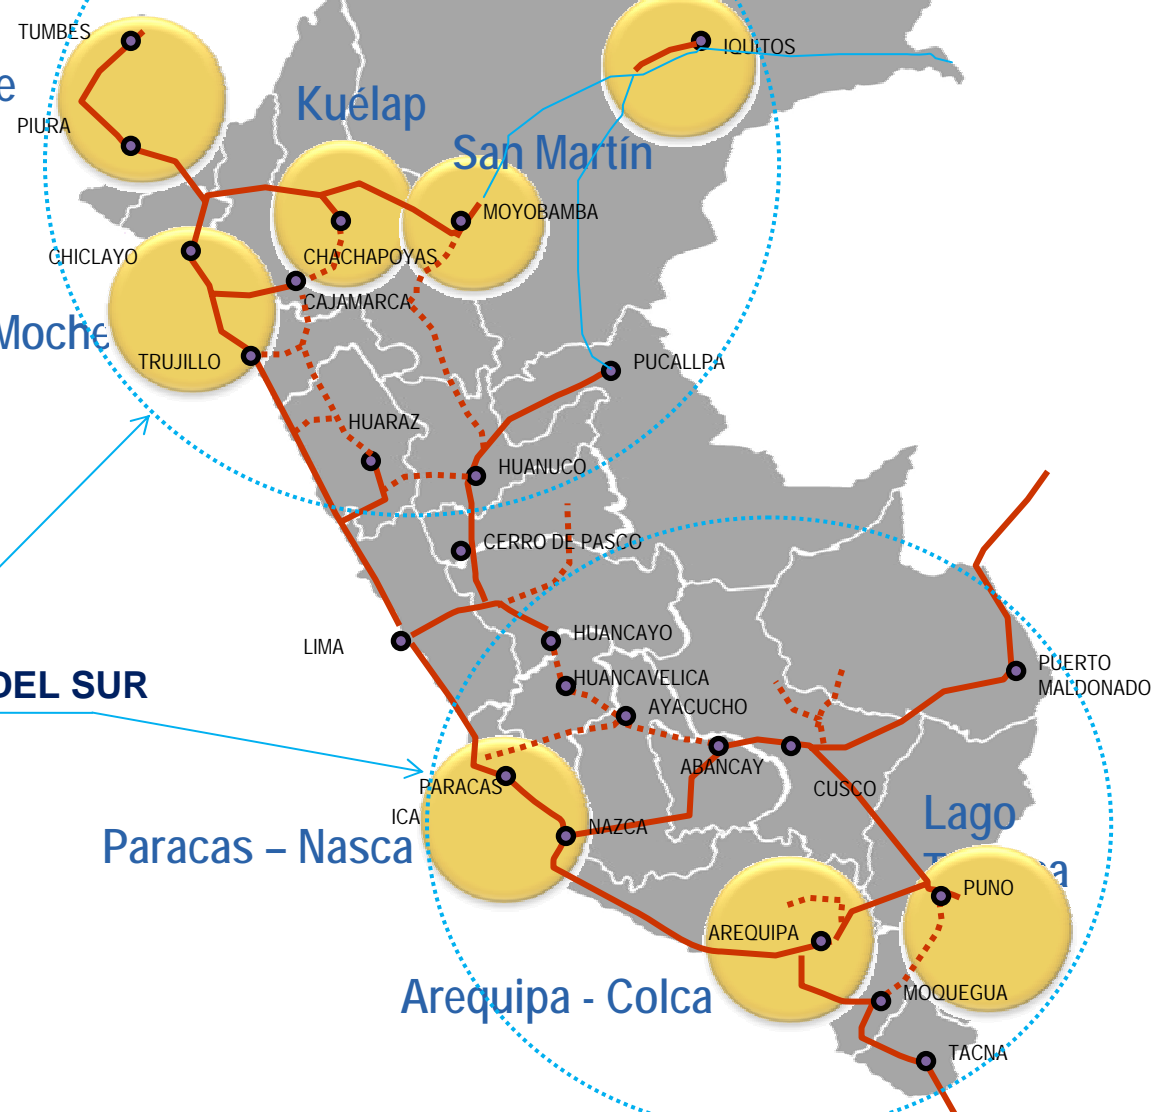 TUMBES
IQUITOS
e
Kuélap
PIURA
San Martín
MOYOBAMBA
CHICLAYO
CHACHAPOYAS
CAJAMARCA
Moche
TRUJILLO
PUCALLPA
HUARAZ
HUANUCO
CERRO DE PASCO
HUANCAYO
LIMA
PUERTO
MALDONADO
HUANCAVELICA
DEL SUR
AYACUCHO
ABANCAY
PARACAS
CUSCO
ICA
Lago
NAZCA
Paracas – Nasca
PUNO
AREQUIPA
Arequipa - Colca
MOQUEGUA
TACNA